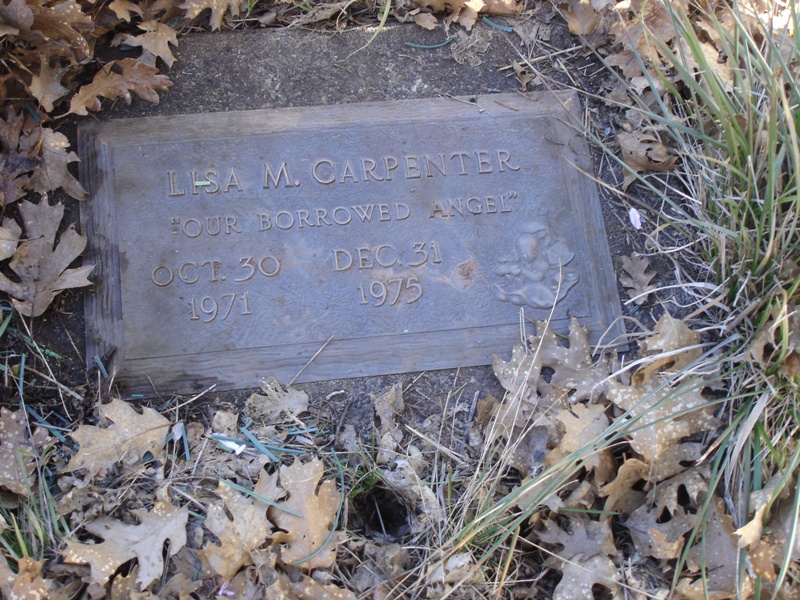 LISA M. CARPENTER
"OUR BORROWED ANGEL"
OCT. 30 DEC. 31
1971 1975